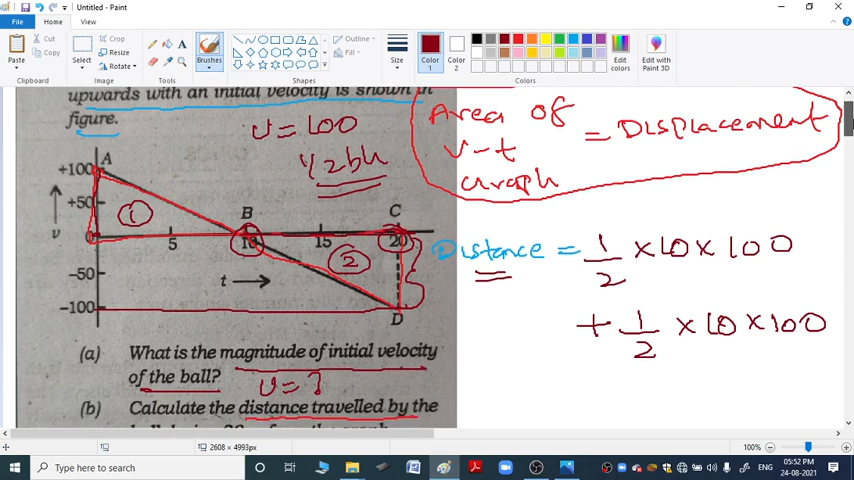 Untitled - Paint
File
Home
View
Cut
Copy
Paste
Clipboard
Select
Crop
Resize
Rotate
Image
Tools
Brushes
Shapes
Outline
Fill
Size
Color 1
Color 2
Colors
Edit colors
Edit with Paint 3D
upwards with an initial velocity is shown in
figure.
u = 100
1/2bh
Area of
v-t
Graph
= Displacement
A
+100
+50
0
-50
-100
v
①
5
B
10
15
C
20
②
t
D
Distance = 1/2 × 10 × 100
+ 1/2 × 10 × 100
(a) What is the magnitude of initial velocity
of the ball?
u = ?
(b) Calculate the distance travelled by the
2608 × 4993px
100%
Type here to search
ENG
05:52 PM
24-08-2021